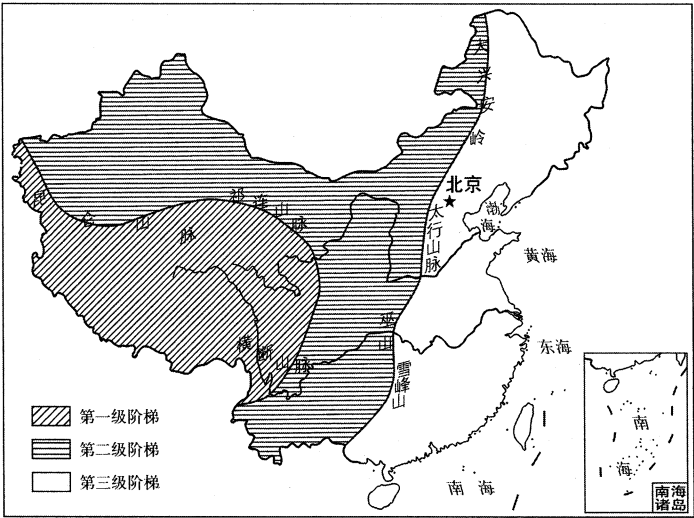 大兴安岭
北京
渤海
太行山脉
黄海
昆仑山脉
祁连山脉
巫山
东海
横断山脉
雪峰山
第一级阶梯
第二级阶梯
第三级阶梯
南海
南海
南海
诸岛